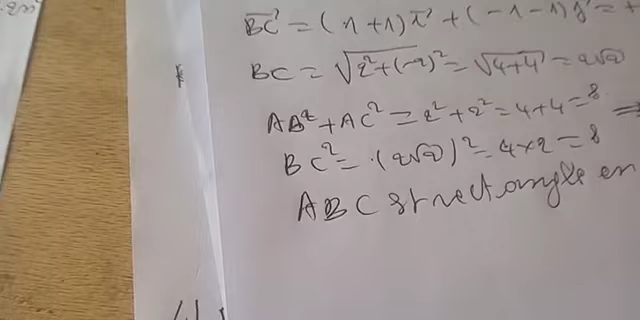 BC⃗ = (1+1)i⃗ + (-1-1)j⃗ = +
BC = √(2²+(-2)²) = √(4+4) = 2√2
AB² + AC² = 2² + 2² = 4+4 = 8 ⇒
BC² = (2√2)² = 4×2 = 8
ABC st rectangle en